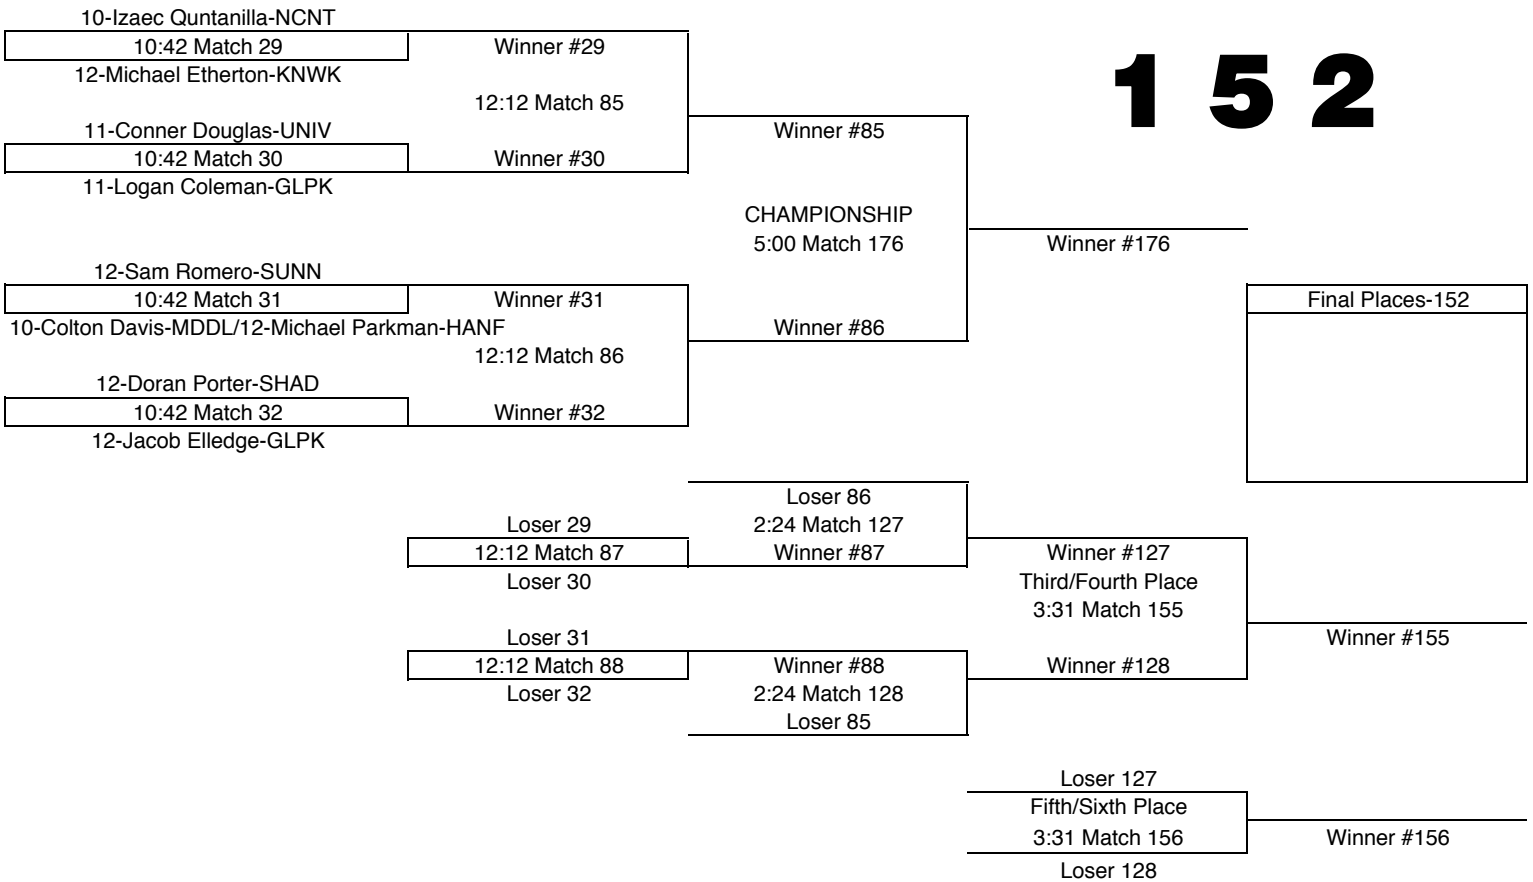 10-Izaec Quntanilla-NCNT
10:42 Match 29
Winner #29
12-Michael Etherton-KNWK
12:12 Match 85
11-Conner Douglas-UNIV
Winner #85
10:42 Match 30
Winner #30
11-Logan Coleman-GLPK
1 5 2
CHAMPIONSHIP
5:00 Match 176
Winner #176
12-Sam Romero-SUNN
10:42 Match 31
Winner #31
Final Places-152
10-Colton Davis-MDDL/12-Michael Parkman-HANF
Winner #86
12:12 Match 86
12-Doran Porter-SHAD
10:42 Match 32
Winner #32
12-Jacob Elledge-GLPK
Loser 86
Loser 29
2:24 Match 127
12:12 Match 87
Winner #87
Winner #127
Loser 30
Third/Fourth Place
3:31 Match 155
Loser 31
Winner #155
12:12 Match 88
Winner #88
Winner #128
Loser 32
2:24 Match 128
Loser 85
Loser 127
Fifth/Sixth Place
3:31 Match 156
Winner #156
Loser 128